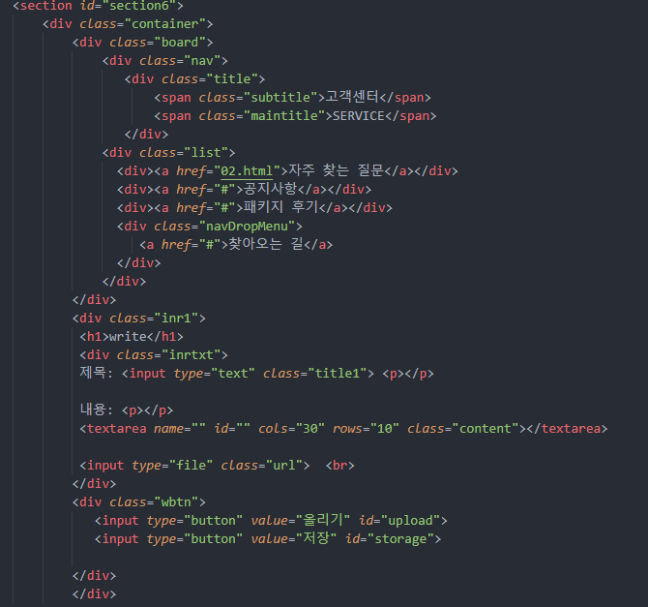 <section id="section6">
<div class="container">
<div class="board">
<div class="nav">
<div class="title">
<span class="subtitle">고객센터</span>
<span class="maintitle">SERVICE</span>
</div>
<div class="list">
<div><a href="02.html">자주 찾는 질문</a></div>
<div><a href="#">공지사항</a></div>
<div><a href="#">패키지 후기</a></div>
<div class="navDropMenu">
<a href="#">찾아오는 길</a>
</div>
</div>
</div>
<div class="inr1">
<h1>write</h1>
<div class="inrtxt">
제목: <input type="text" class="title1"> <p></p>
내용: <p></p>
<textarea name="" id="" cols="30" rows="10" class="content"></textarea>
<input type="file" class="url">  <br>
</div>
<div class="wbtn">
<input type="button" value="올리기" id="upload">
<input type="button" value="저장" id="storage">
</div>
</div>